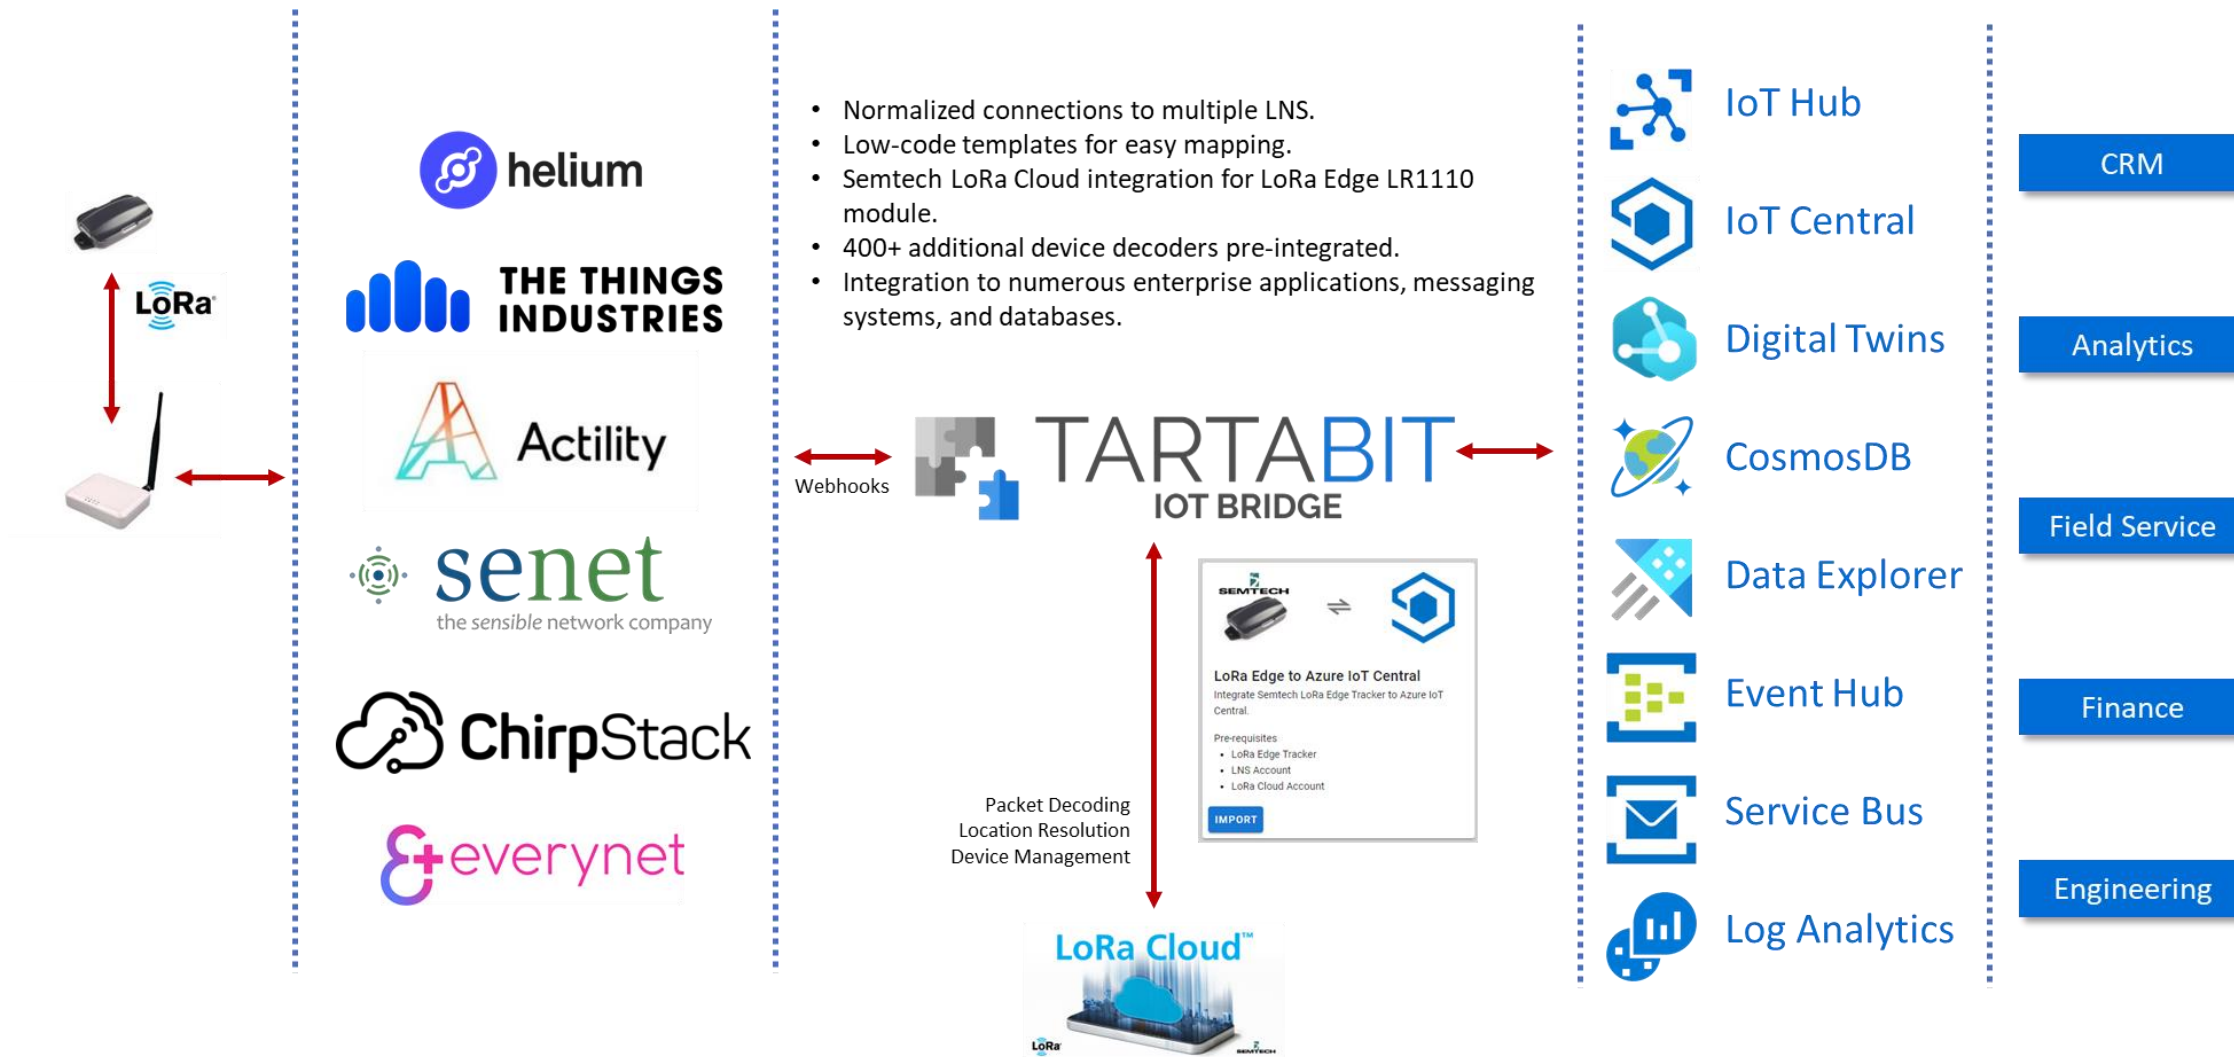 LoRa
helium
THE THINGS
INDUSTRIES
Actility
senet
the sensible network company
ChirpStack
everynet
• Normalized connections to multiple LNS.
• Low-code templates for easy mapping.
• Semtech LoRa Cloud integration for LoRa Edge LR1110
module.
• 400+ additional device decoders pre-integrated.
• Integration to numerous enterprise applications, messaging
systems, and databases.
Webhooks
TARTABIT
IOT BRIDGE
SEMTECH
LoRa Edge to Azure IoT Central
Integrate Semtech LoRa Edge Tracker to Azure IoT
Central.
Pre-requisites
• LoRa Edge Tracker
• LNS Account
• LoRa Cloud Account
IMPORT
Packet Decoding
Location Resolution
Device Management
LoRa Cloud™
LoRa
SEMTECH
IoT Hub
IoT Central
Digital Twins
CosmosDB
Data Explorer
Event Hub
Service Bus
Log Analytics
CRM
Analytics
Field Service
Finance
Engineering